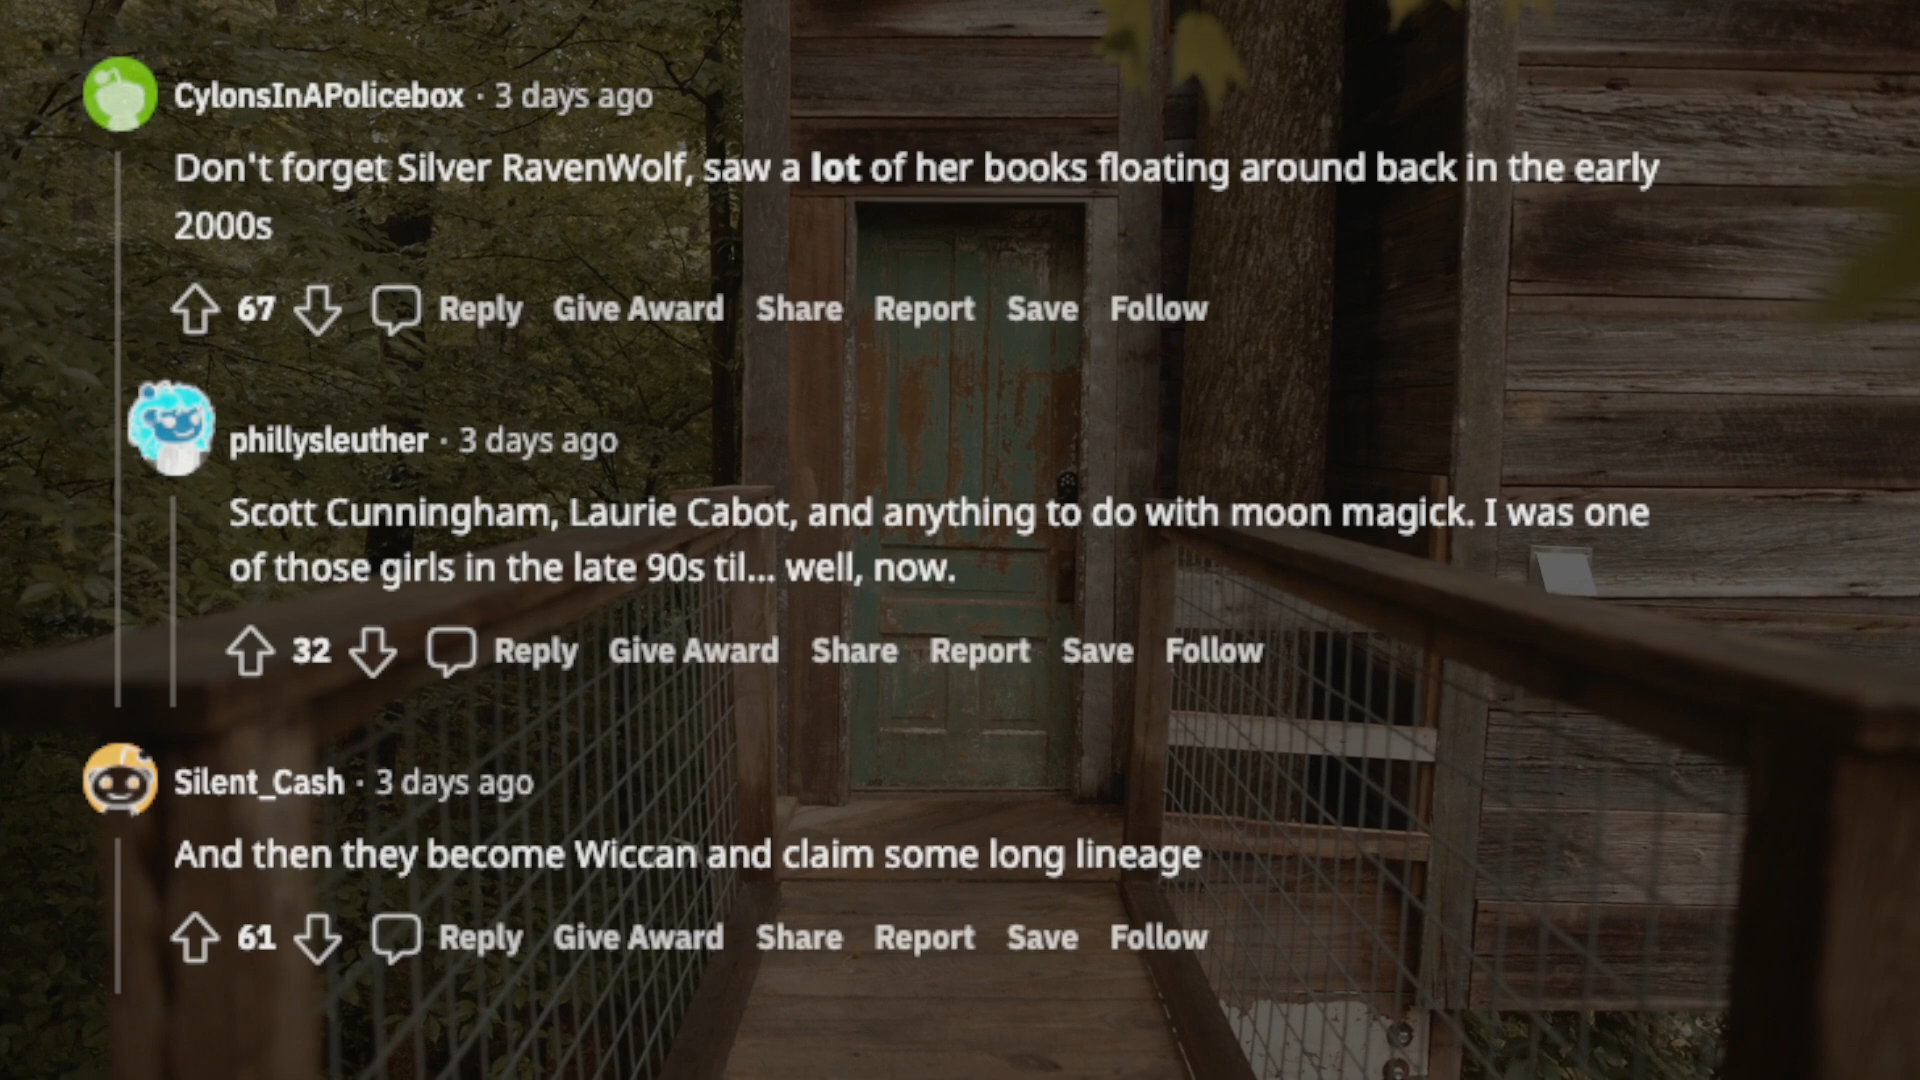 CylonsInAPolicebox · 3 days ago
Don't forget Silver RavenWolf, saw a lot of her books floating around back in the early
2000s
67 Reply Give Award Share Report Save Follow
phillysleuther · 3 days ago
Scott Cunningham, Laurie Cabot, and anything to do with moon magick. I was one
of those girls in the late 90s til... well, now.
32 Reply Give Award Share Report Save Follow
Silent_Cash · 3 days ago
And then they become Wiccan and claim some long lineage
61 Reply Give Award Share Report Save Follow